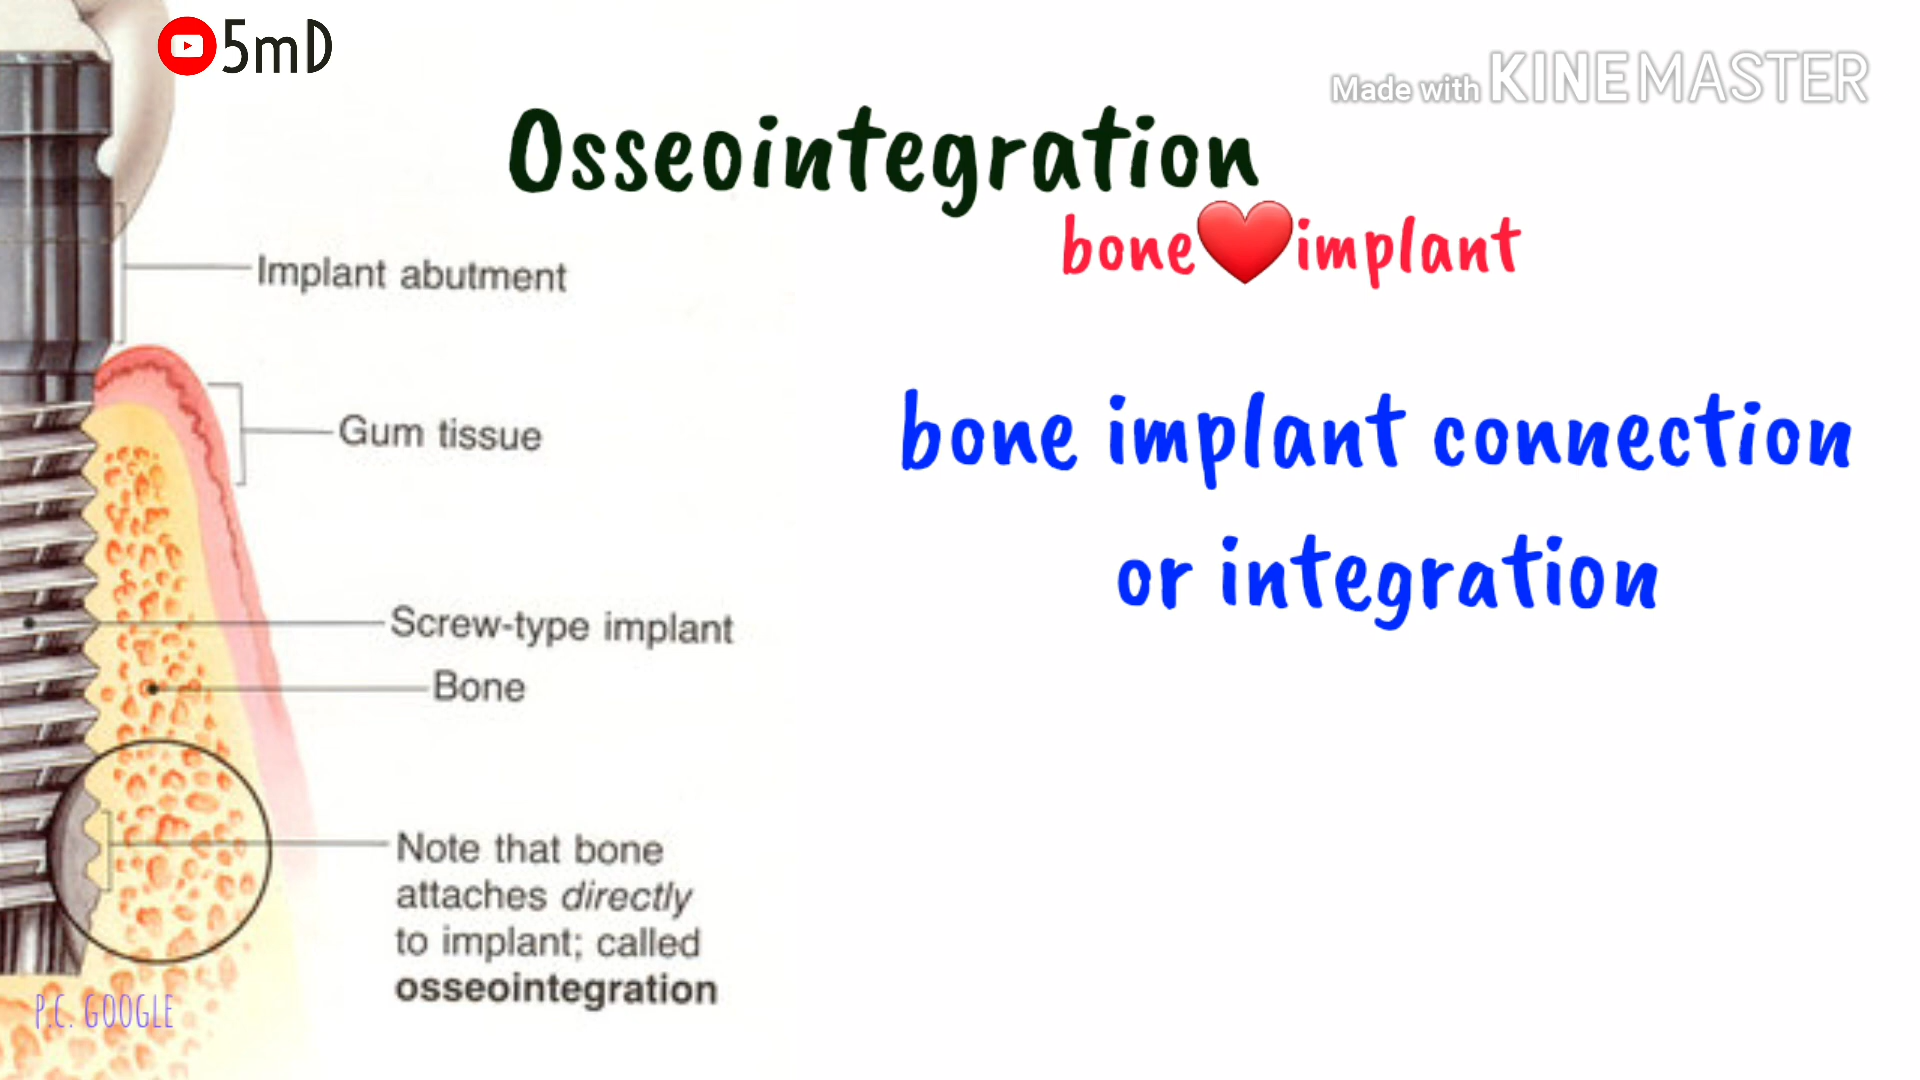 5mD
Made with KINEMASTER
Osseointegration
bone❤️implant
Implant abutment
Gum tissue
bone implant connection
or integration
Screw-type implant
Bone
Note that bone
attaches directly
to implant; called
osseointegration
P.C. GOOGLE